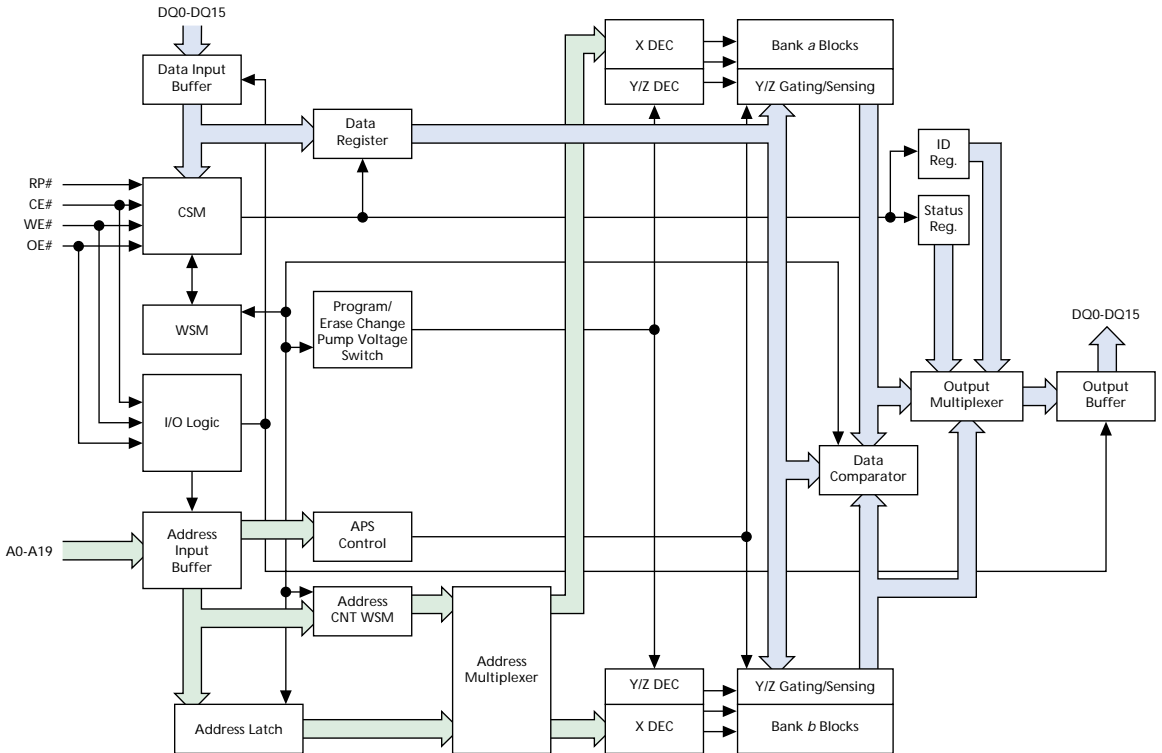 DQ0-DQ15
Data Input
Buffer
X DEC
Bank a Blocks
Y/Z DEC
Y/Z Gating/Sensing
Data
Register
ID
Reg.
RP#
CE#
WE#
OE#
CSM
Status
Reg.
WSM
Program/
Erase Change
Pump Voltage
Switch
DQ0-DQ15
I/O Logic
Output
Multiplexer
Output
Buffer
Data
Comparator
A0-A19
Address
Input
Buffer
APS
Control
Address
CNT WSM
Address
Multiplexer
Y/Z DEC
Y/Z Gating/Sensing
Address Latch
X DEC
Bank b Blocks